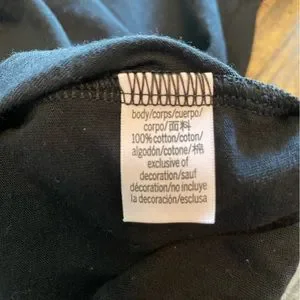 body/corps/cuerpo/
corpo/面料
100% cotton/coton/
algodón/cotone/棉
exclusive of
decoration/sauf
décoration/no incluye
la decoración/esclusa